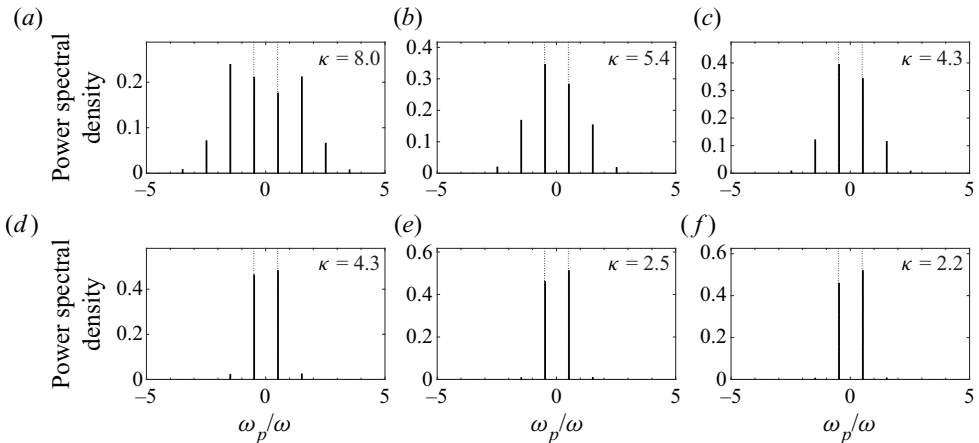 (a)
(b)
(c)
κ = 8.0
κ = 5.4
κ = 4.3
Power spectral
density
0.2
0.1
0
0.4
0.3
0.2
0.1
0
0.4
0.3
0.2
0.1
0
−5
0
5
−5
0
5
−5
0
5
(d)
(e)
(f)
κ = 4.3
κ = 2.5
κ = 2.2
Power spectral
density
0.4
0.2
0
0.6
0.4
0.2
0
0.6
0.4
0.2
0
−5
0
5
−5
0
5
−5
0
5
ωp/ω
ωp/ω
ωp/ω